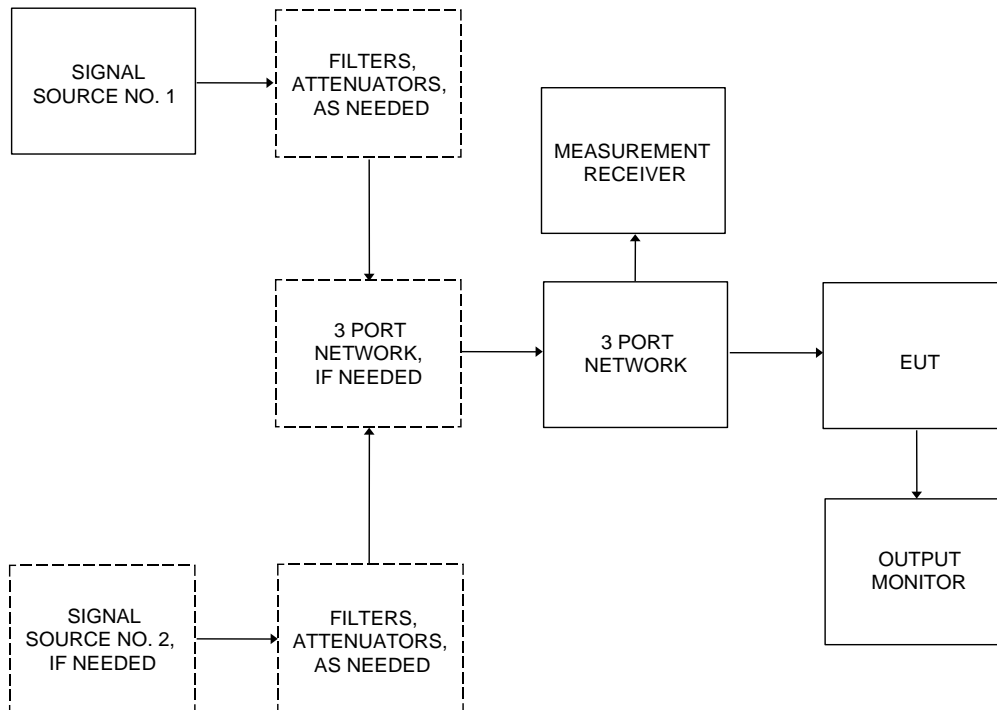 SIGNAL
SOURCE NO. 1
FILTERS,
ATTENUATORS,
AS NEEDED
MEASUREMENT
RECEIVER
3 PORT
NETWORK,
IF NEEDED
3 PORT
NETWORK
EUT
OUTPUT
MONITOR
SIGNAL
SOURCE NO. 2,
IF NEEDED
FILTERS,
ATTENUATORS,
AS NEEDED